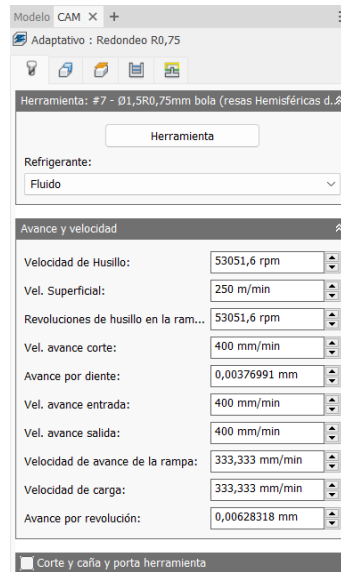 Modelo CAM × +
Adaptativo : Redondeo R0,75
Herramienta: #7 - Ø1,5R0,75mm bola (resas Hemisféricas d..
Herramienta
Refrigerante:
Fluido
Avance y velocidad
Velocidad de Husillo: 53051,6 rpm
Vel. Superficial: 250 m/min
Revoluciones de husillo en la ram... 53051,6 rpm
Vel. avance corte: 400 mm/min
Avance por diente: 0,00376991 mm
Vel. avance entrada: 400 mm/min
Vel. avance salida: 400 mm/min
Velocidad de avance de la rampa: 333,333 mm/min
Velocidad de carga: 333,333 mm/min
Avance por revolución: 0,00628318 mm
Corte y caña y porta herramienta